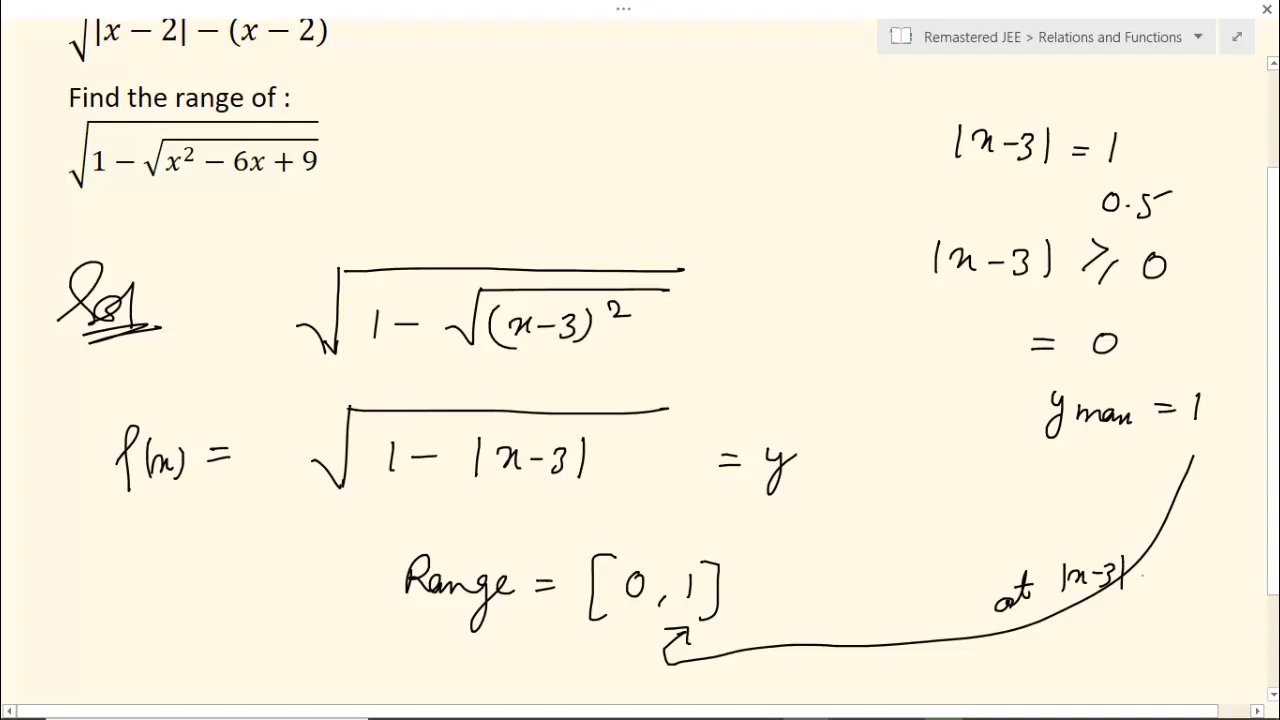 √|x − 2| − (x − 2)
Remastered JEE > Relations and Functions
Find the range of :
√1 − √x² − 6x + 9
|x-3| = 1
0.5
|x-3| ⩾ 0
= 0
y max = 1
Sol
√1 - √(x-3)²
f(x) = √1 - |x-3| = y
Range = [0, 1]
at |x-3|